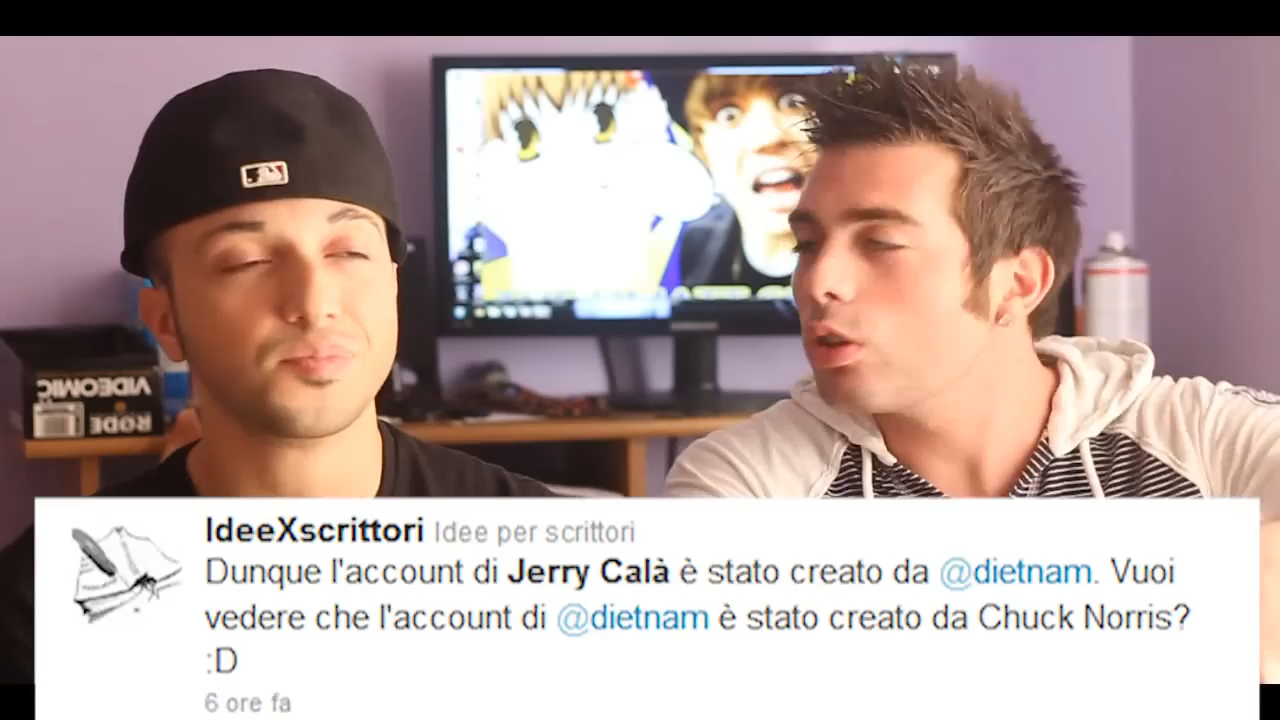 VIDEOMIC
RØDE
IdeeXscrittori Idee per scrittori
Dunque l'account di Jerry Calà è stato creato da @dietnam. Vuoi
vedere che l'account di @dietnam è stato creato da Chuck Norris?
:D
6 ore fa